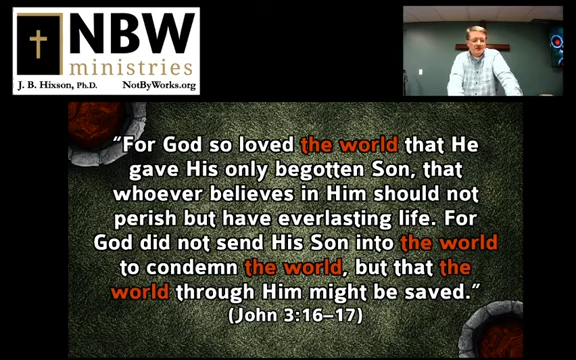 NBW
ministries
J. B. Hixson, Ph.D. NotByWorks.org
“For God so loved the world that He
gave His only begotten Son, that
whoever believes in Him should not
perish but have everlasting life. For
God did not send His Son into the world
to condemn the world, but that the
world through Him might be saved.”
(John 3:16–17)